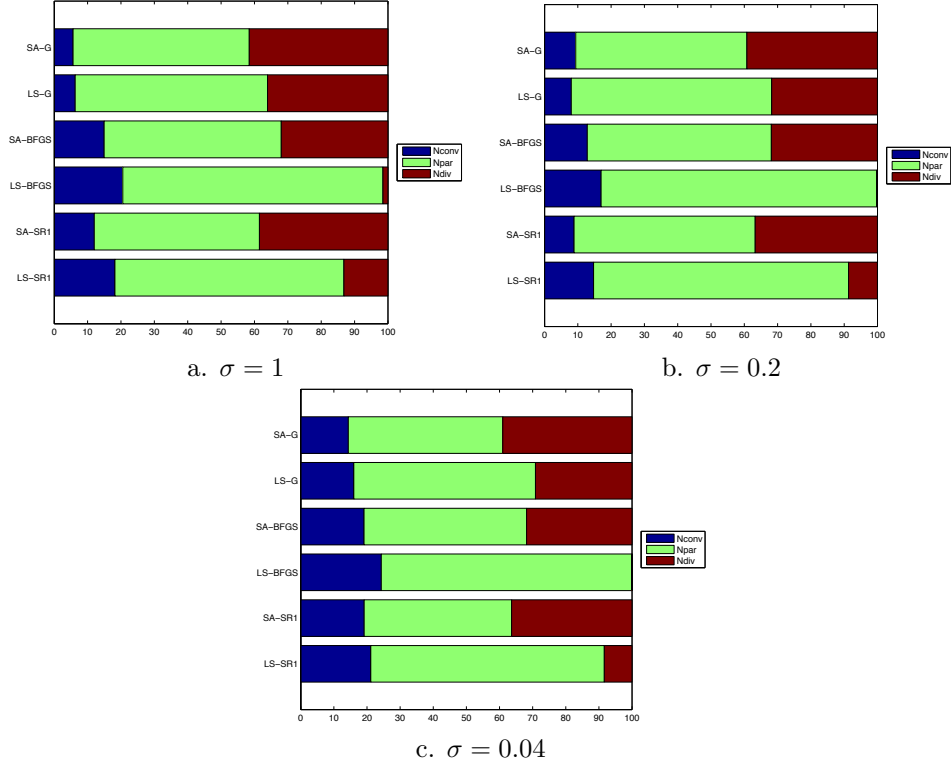 SA-G
LS-G
SA-BFGS
LS-BFGS
SA-SR1
LS-SR1
0 10 20 30 40 50 60 70 80 90 100
Nconv
Npar
Ndiv
a. σ = 1
SA-G
LS-G
SA-BFGS
LS-BFGS
SA-SR1
LS-SR1
0 10 20 30 40 50 60 70 80 90 100
Nconv
Npar
Ndiv
b. σ = 0.2
SA-G
LS-G
SA-BFGS
LS-BFGS
SA-SR1
LS-SR1
0 10 20 30 40 50 60 70 80 90 100
Nconv
Npar
Ndiv
c. σ = 0.04